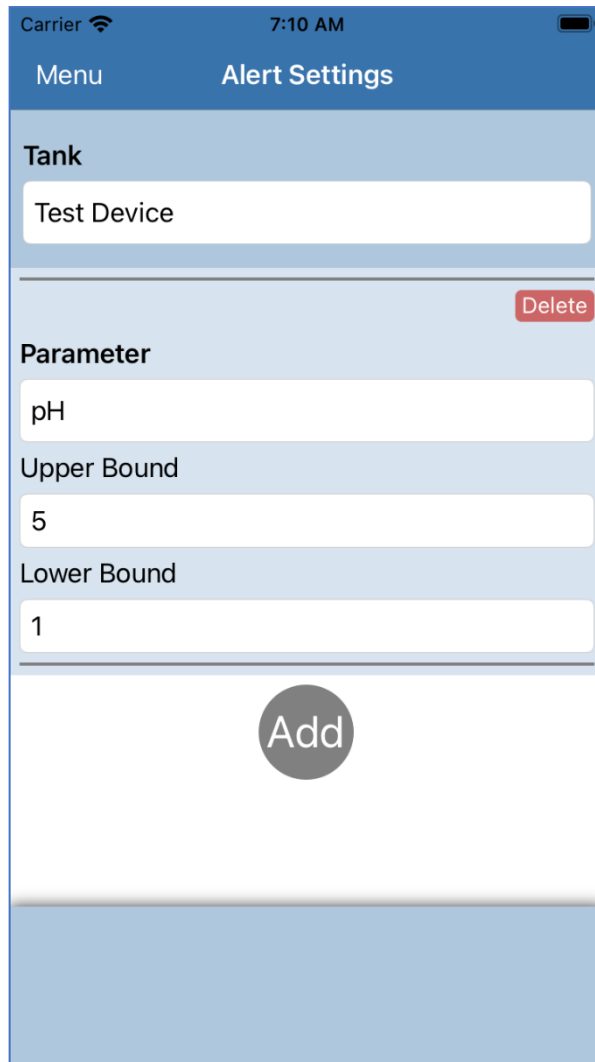 Carrier 7:10 AM
Menu Alert Settings
Tank
Test Device
Delete
Parameter
pH
Upper Bound
5
Lower Bound
1
Add